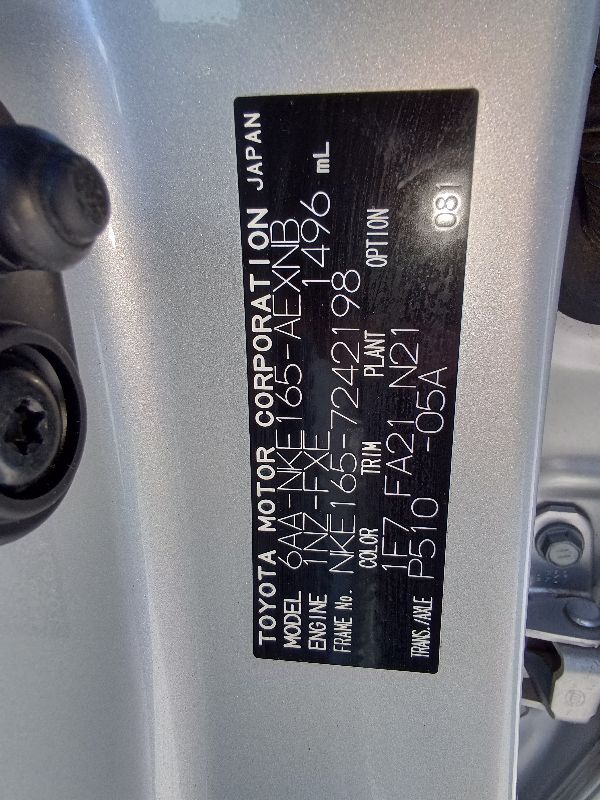 TOYOTA MOTOR CORPORATION JAPAN
MODEL 6AA-NKE165-AEXNB
ENGINE 1NZ-FXE 1496 mL
FRAME No. NKE165-7242198
COLOR TRIM PLANT OPTION
1F7 FA21 N21
TRANS./AXLE P510 -05A 081